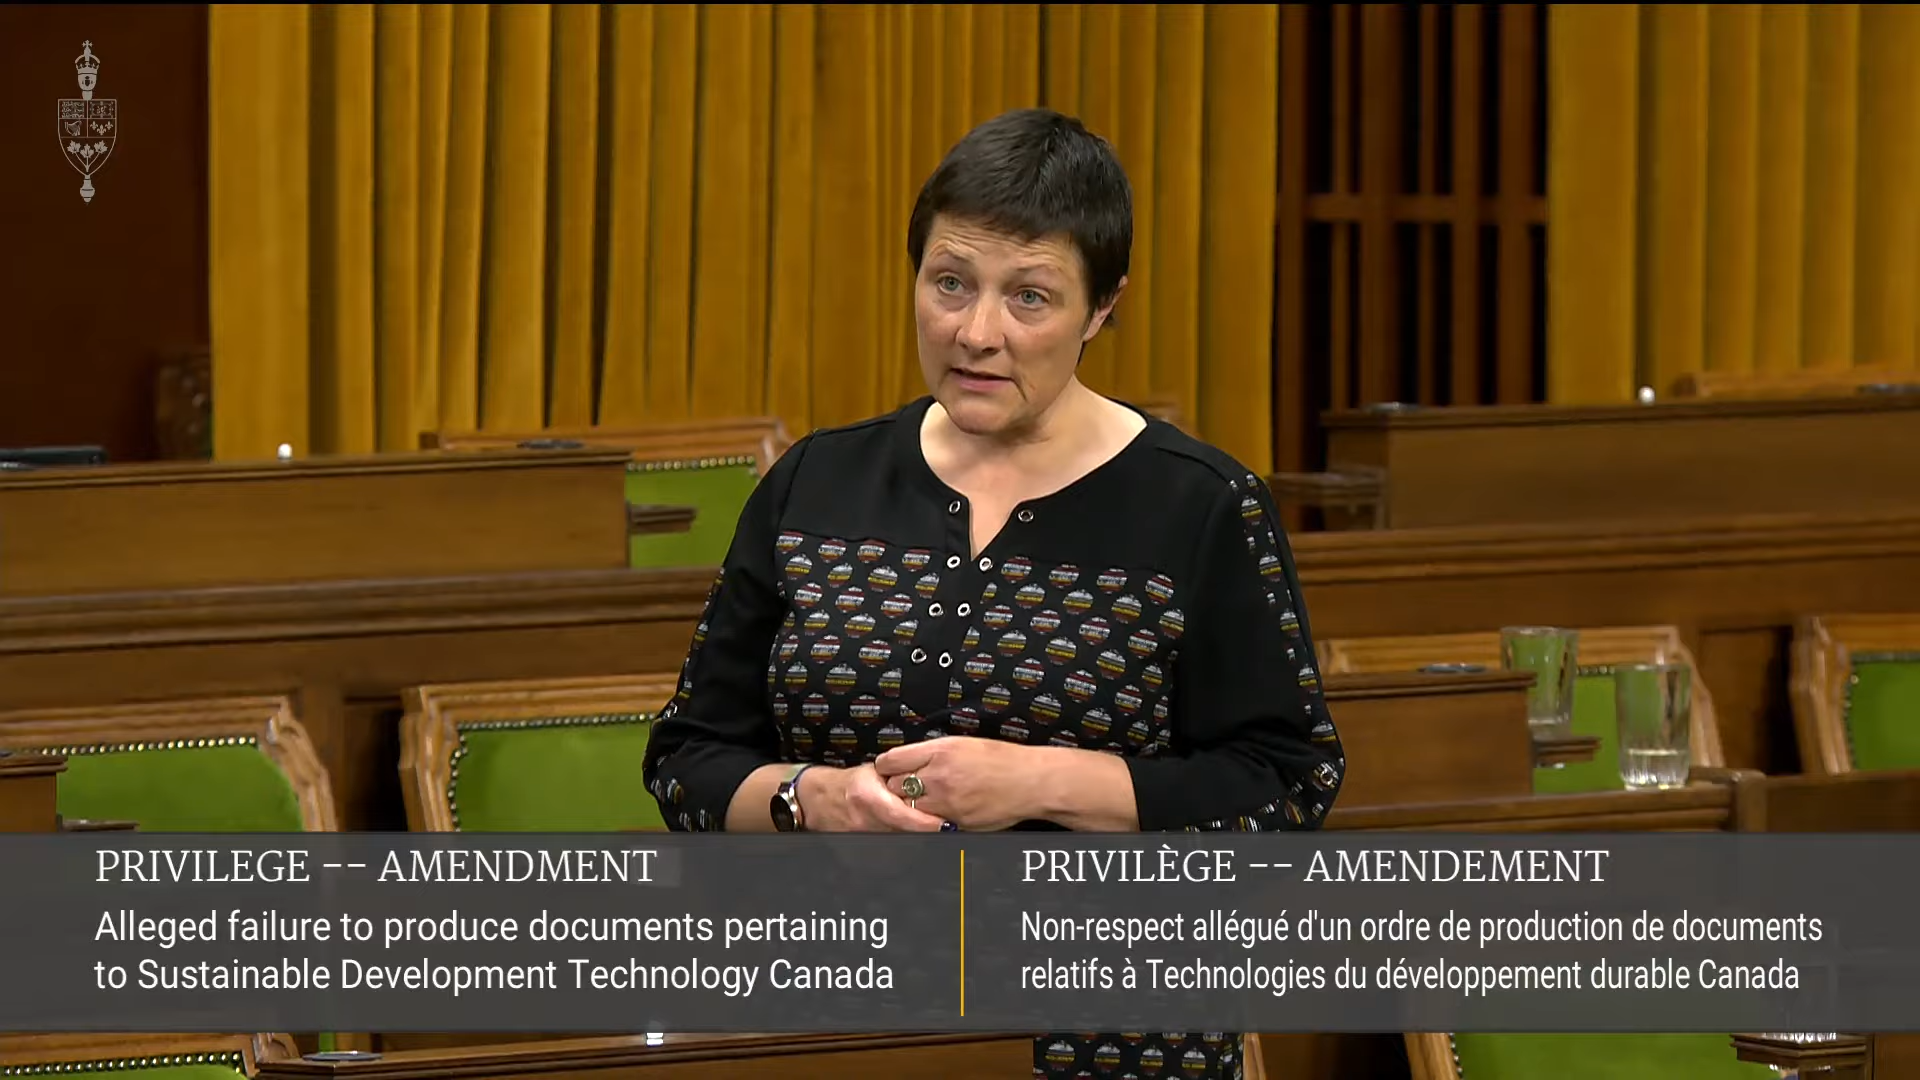 PRIVILEGE -- AMENDMENT
Alleged failure to produce documents pertaining
to Sustainable Development Technology Canada
PRIVILÈGE -- AMENDEMENT
Non-respect allégué d'un ordre de production de documents
relatifs à Technologies du développement durable Canada